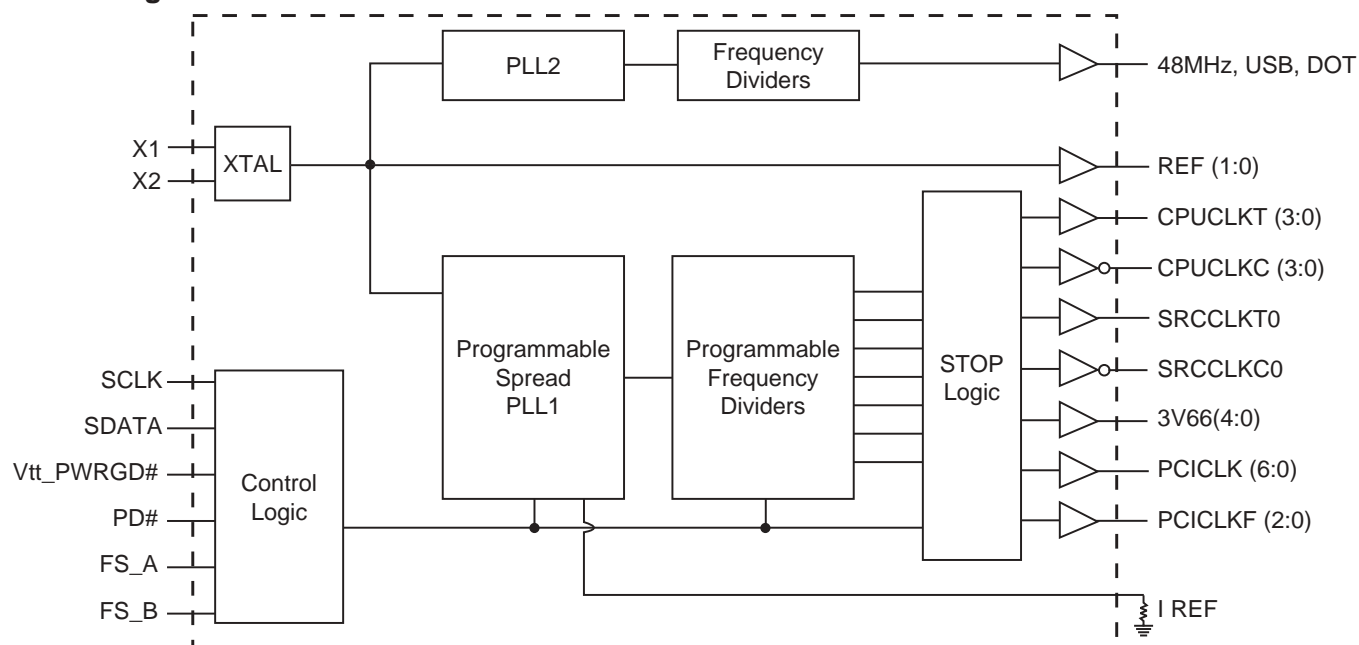 PLL2
Frequency
Dividers
48MHz, USB, DOT
X1
X2
XTAL
REF (1:0)
CPUCLKT (3:0)
CPUCLKC (3:0)
SRCCLKT0
SRCCLKC0
3V66(4:0)
PCICLK (6:0)
PCICLKF (2:0)
Programmable
Spread
PLL1
Programmable
Frequency
Dividers
STOP
Logic
SCLK
SDATA
Vtt_PWRGD#
PD#
FS_A
FS_B
Control
Logic
I REF